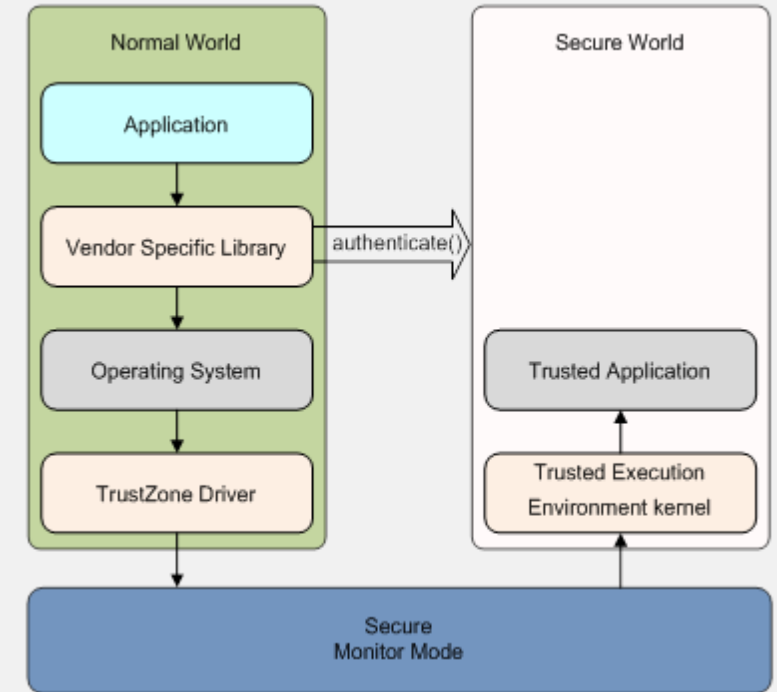 Normal World
Application
Vendor Specific Library
authenticate()
Operating System
TrustZone Driver
Secure World
Trusted Application
Trusted Execution
Environment kernel
Secure
Monitor Mode